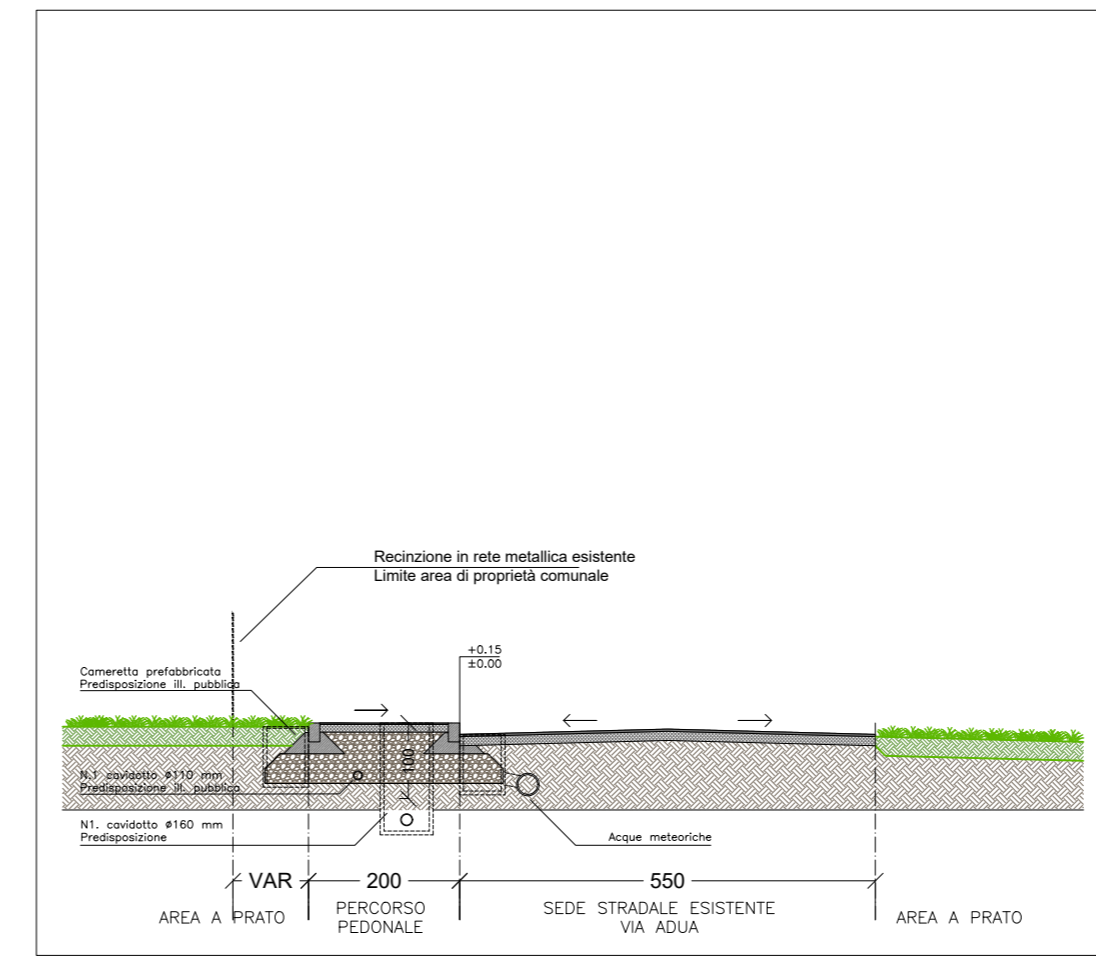 Recinzione in rete metallica esistente
Limite area di proprietà comunale
+0.15
±0.00
Cameretta prefabbricata
Predisposizione ill. pubblica
100
N.1 cavidotto ø110 mm
Predisposizione ill. pubblica
N1. cavidotto ø160 mm
Predisposizione
Acque meteoriche
VAR
200
550
AREA A PRATO
PERCORSO
PEDONALE
SEDE STRADALE ESISTENTE
VIA ADUA
AREA A PRATO